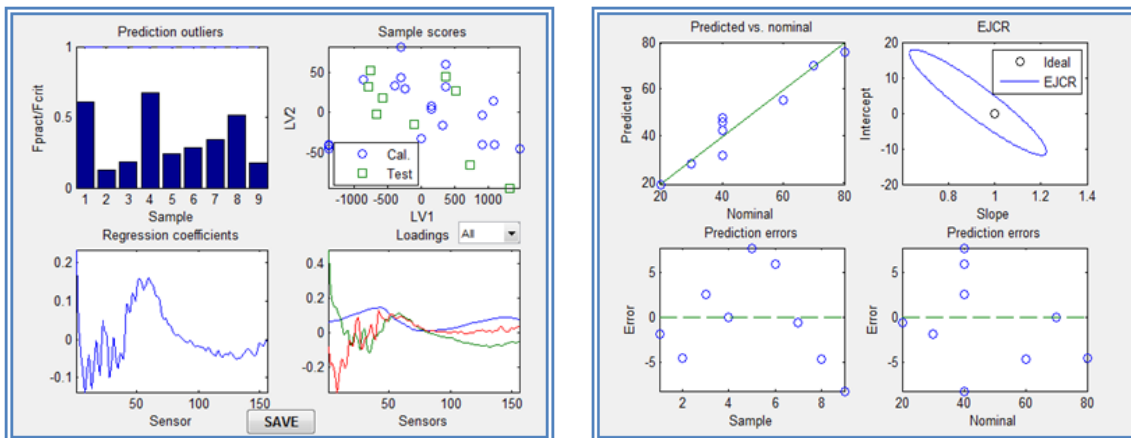 Prediction outliers
Fpract/Fcrit
1
0.5
0
1 2 3 4 5 6 7 8 9
Sample
Sample scores
LV2
50
0
-50
Cal.
Test
-1000 -500 0 500 1000
LV1
Regression coefficients
0.2
0.1
0
-0.1
50 100 150
Sensor
SAVE
Loadings
All
0.4
0.2
0
-0.2
50 100 150
Sensors
Predicted vs. nominal
Predicted
80
60
40
20
20 40 60 80
Nominal
EJCR
Intercept
20
10
0
-10
-20
Ideal
EJCR
0.8 1 1.2 1.4
Slope
Prediction errors
Error
5
0
-5
2 4 6 8
Sample
Prediction errors
Error
5
0
-5
20 40 60 80
Nominal